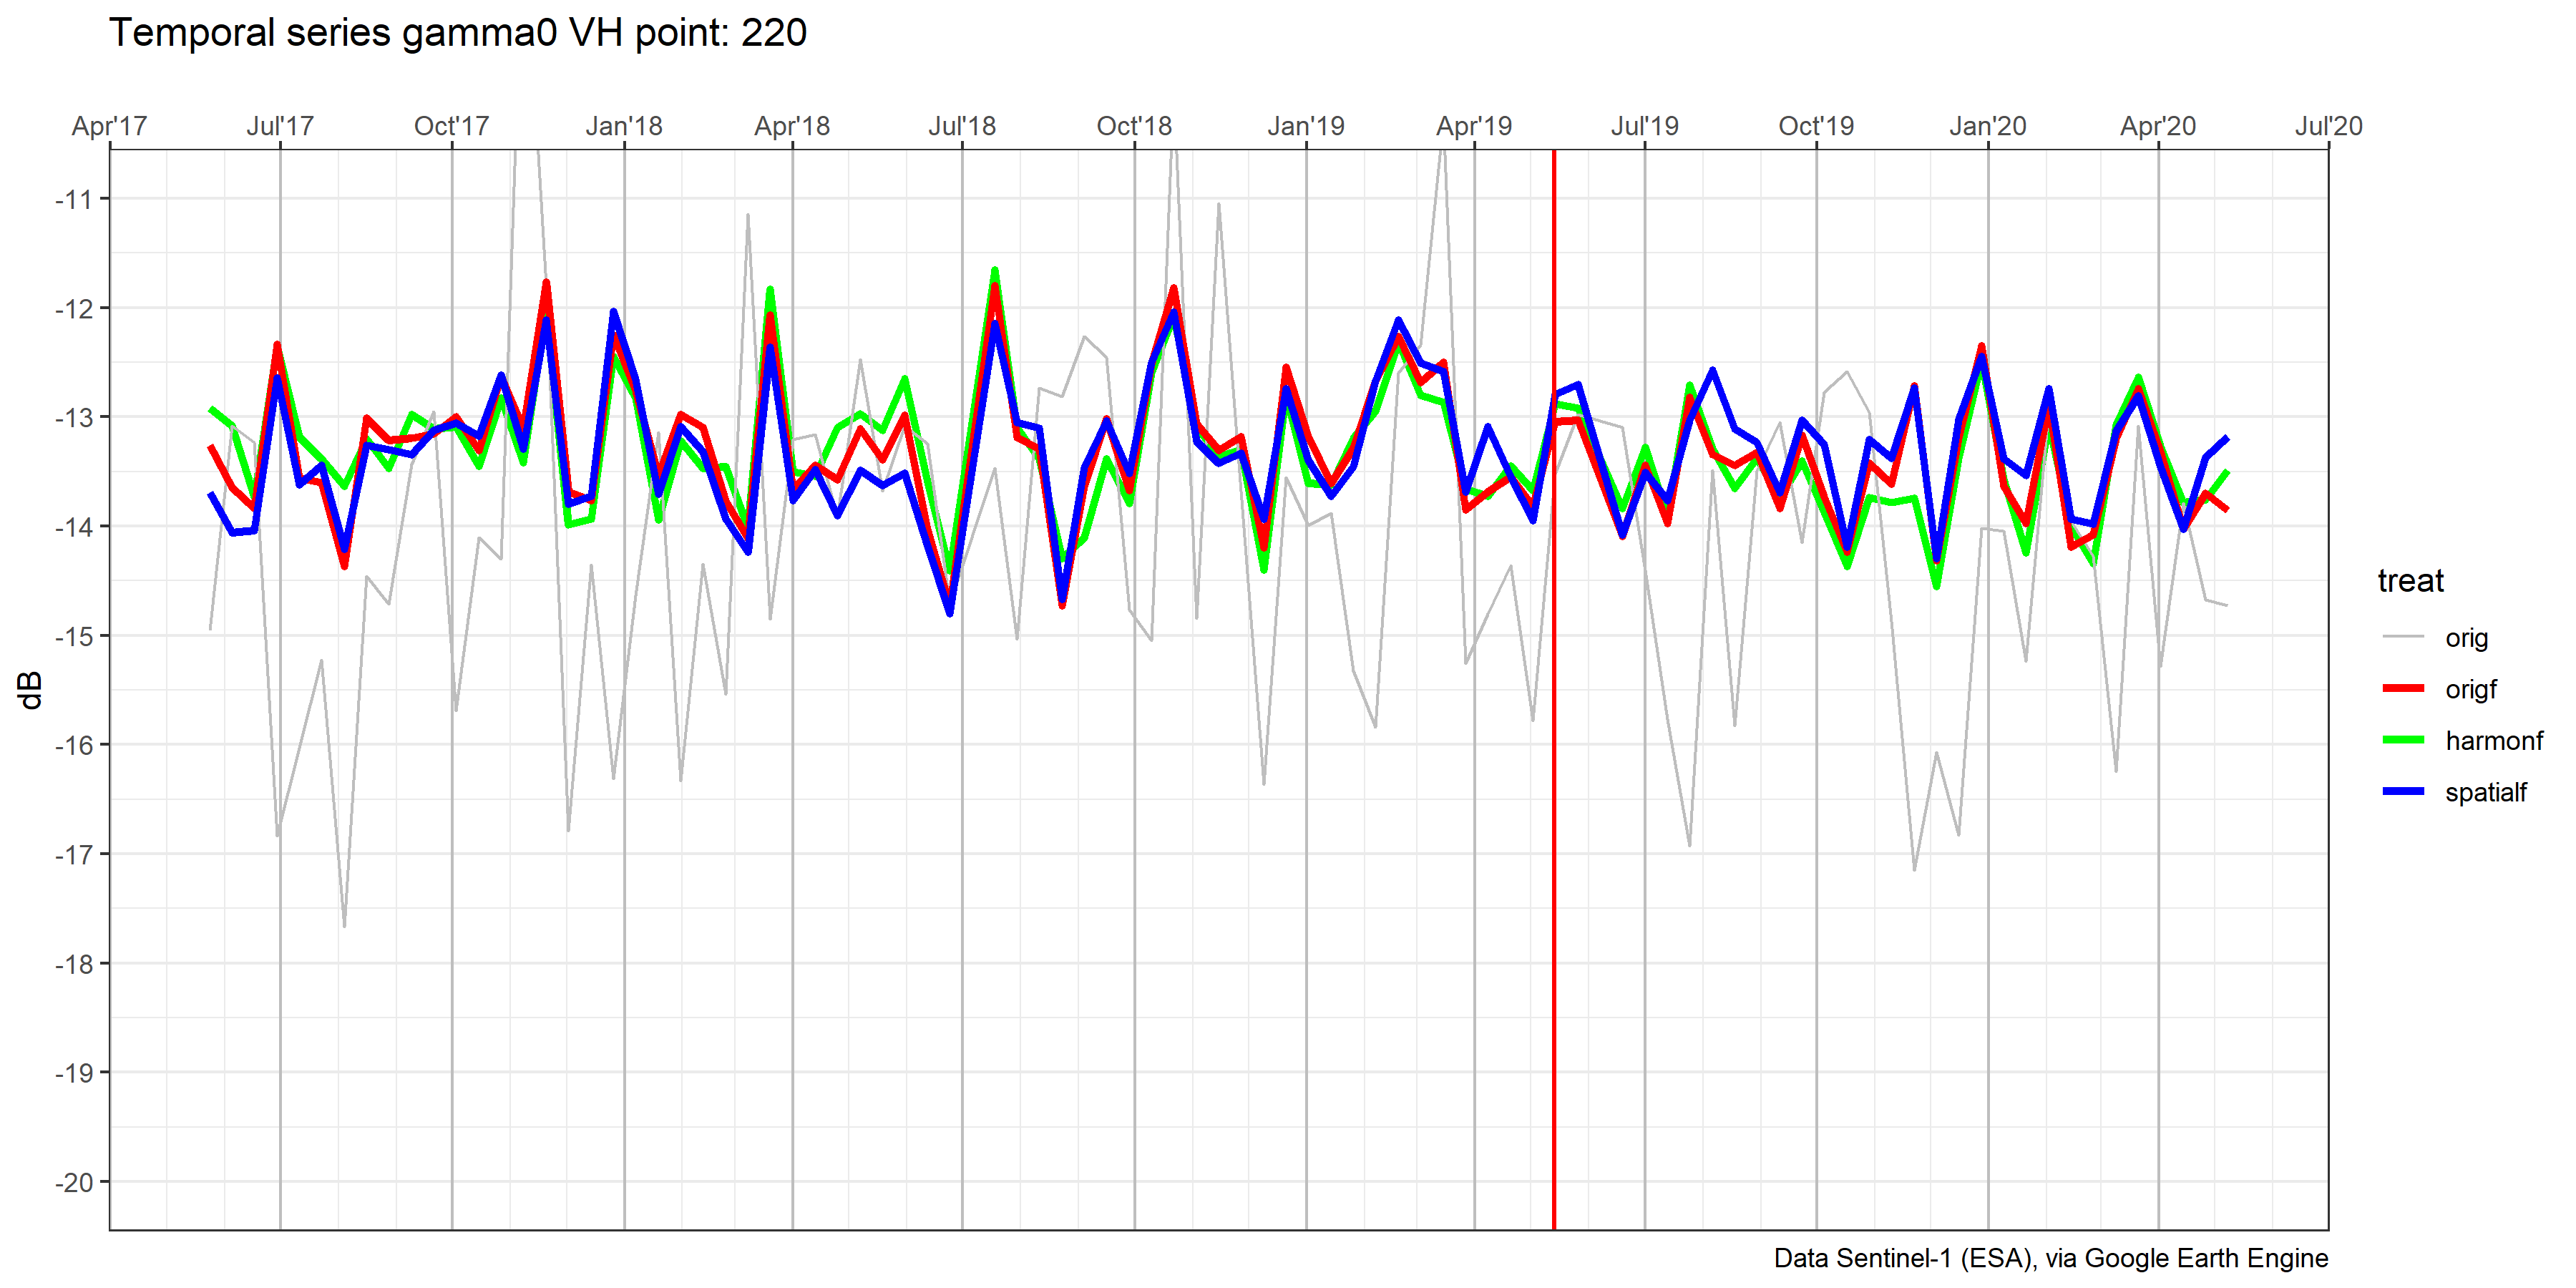 Temporal series gamma0 VH point: 220
Apr'17 Jul'17 Oct'17 Jan'18 Apr'18 Jul'18 Oct'18 Jan'19 Apr'19 Jul'19 Oct'19 Jan'20 Apr'20 Jul'20
-11
-12
-13
-14
-15
-16
-17
-18
-19
-20
dB
treat
orig
origf
harmonf
spatialf
Data Sentinel-1 (ESA), via Google Earth Engine